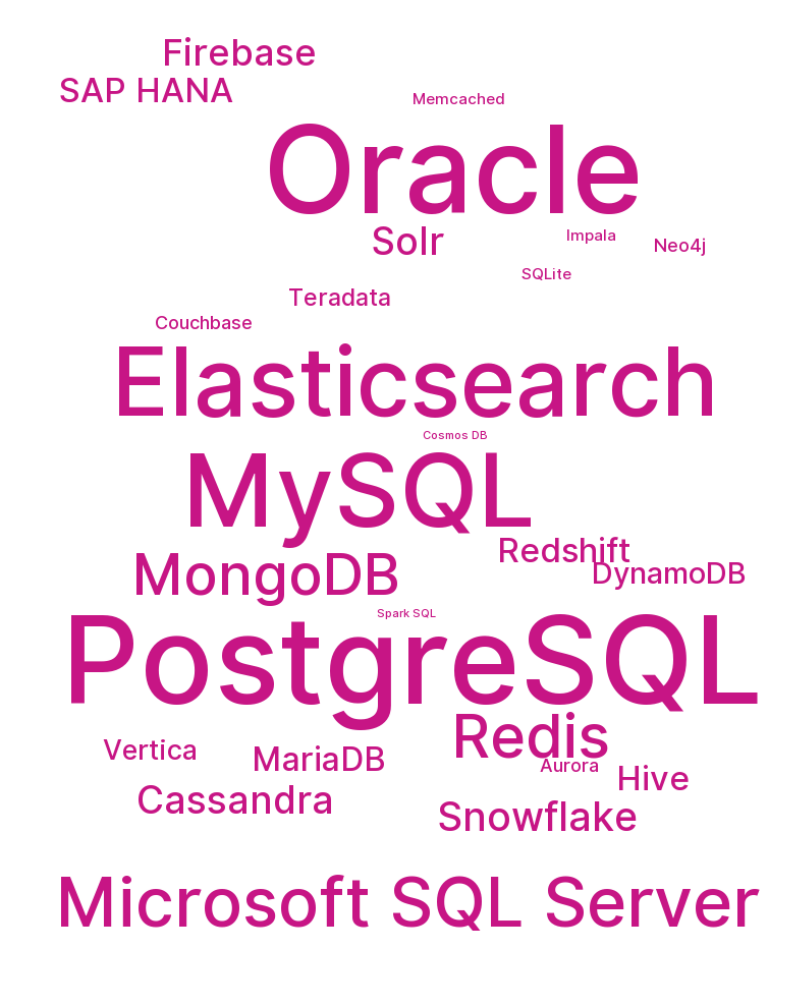 Firebase
SAP HANA
Memcached
Oracle
Solr
Impala
Neo4j
SQLite
Teradata
Couchbase
Elasticsearch
Cosmos DB
MySQL
Redshift
MongoDB
DynamoDB
Spark SQL
PostgreSQL
Redis
Vertica
MariaDB
Aurora
Hive
Cassandra
Snowflake
Microsoft SQL Server